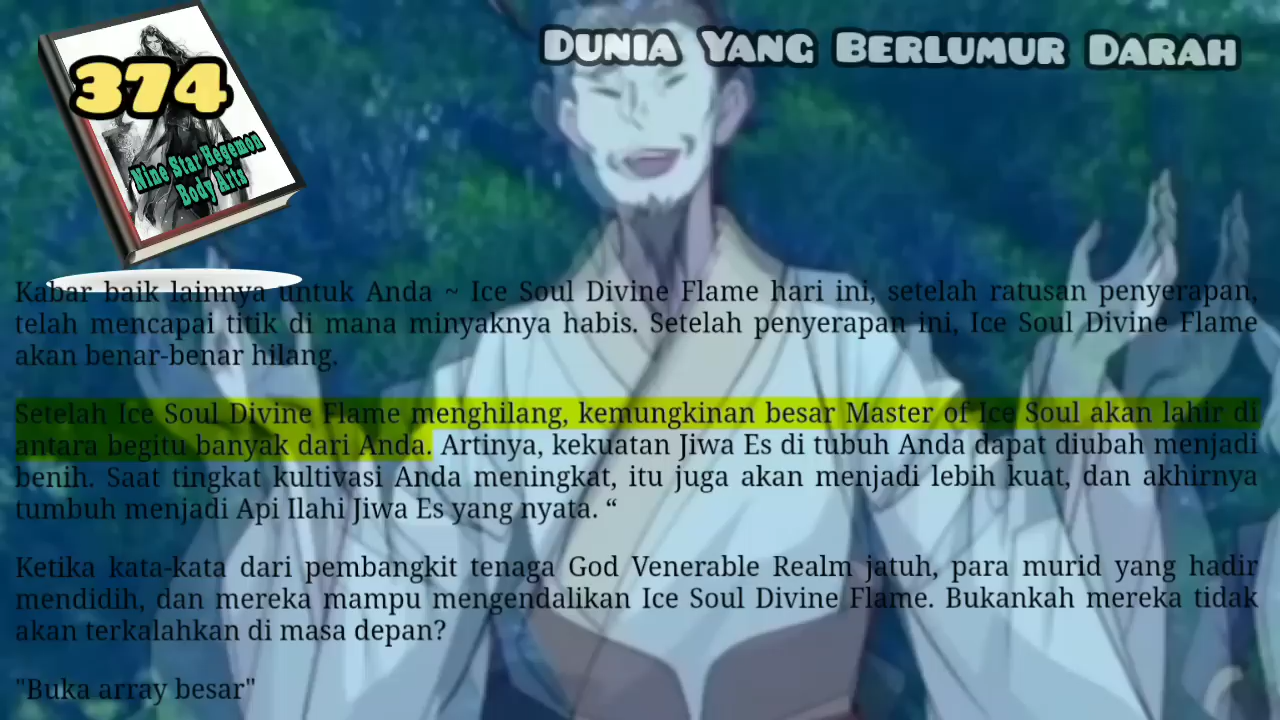 Dunia Yang Berlumur Darah
374
Nine Star Hegemon
Body Arts
Kabar baik lainnya untuk Anda ~ Ice Soul Divine Flame hari ini, setelah ratusan penyerapan,
telah mencapai titik di mana minyaknya habis. Setelah penyerapan ini, Ice Soul Divine Flame
akan benar-benar hilang.
Setelah Ice Soul Divine Flame menghilang, kemungkinan besar Master of Ice Soul akan lahir di
antara begitu banyak dari Anda. Artinya, kekuatan Jiwa Es di tubuh Anda dapat diubah menjadi
benih. Saat tingkat kultivasi Anda meningkat, itu juga akan menjadi lebih kuat, dan akhirnya
tumbuh menjadi Api Ilahi Jiwa Es yang nyata. “
Ketika kata-kata dari pembangkit tenaga God Venerable Realm jatuh, para murid yang hadir
mendidih, dan mereka mampu mengendalikan Ice Soul Divine Flame. Bukankah mereka tidak
akan terkalahkan di masa depan?
"Buka array besar"